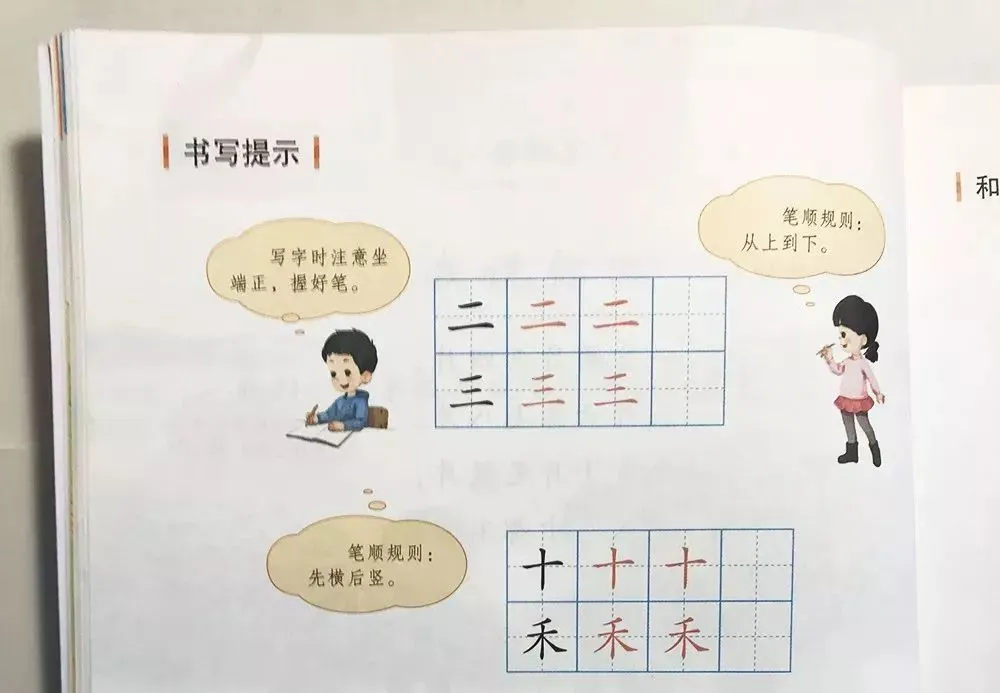 书写提示
写字时注意坐
端正，握好笔。
笔顺规则：
从上到下。
二 二 二
三 三 三
笔顺规则：
先横后竖。
十 十 十
禾 禾 禾
和